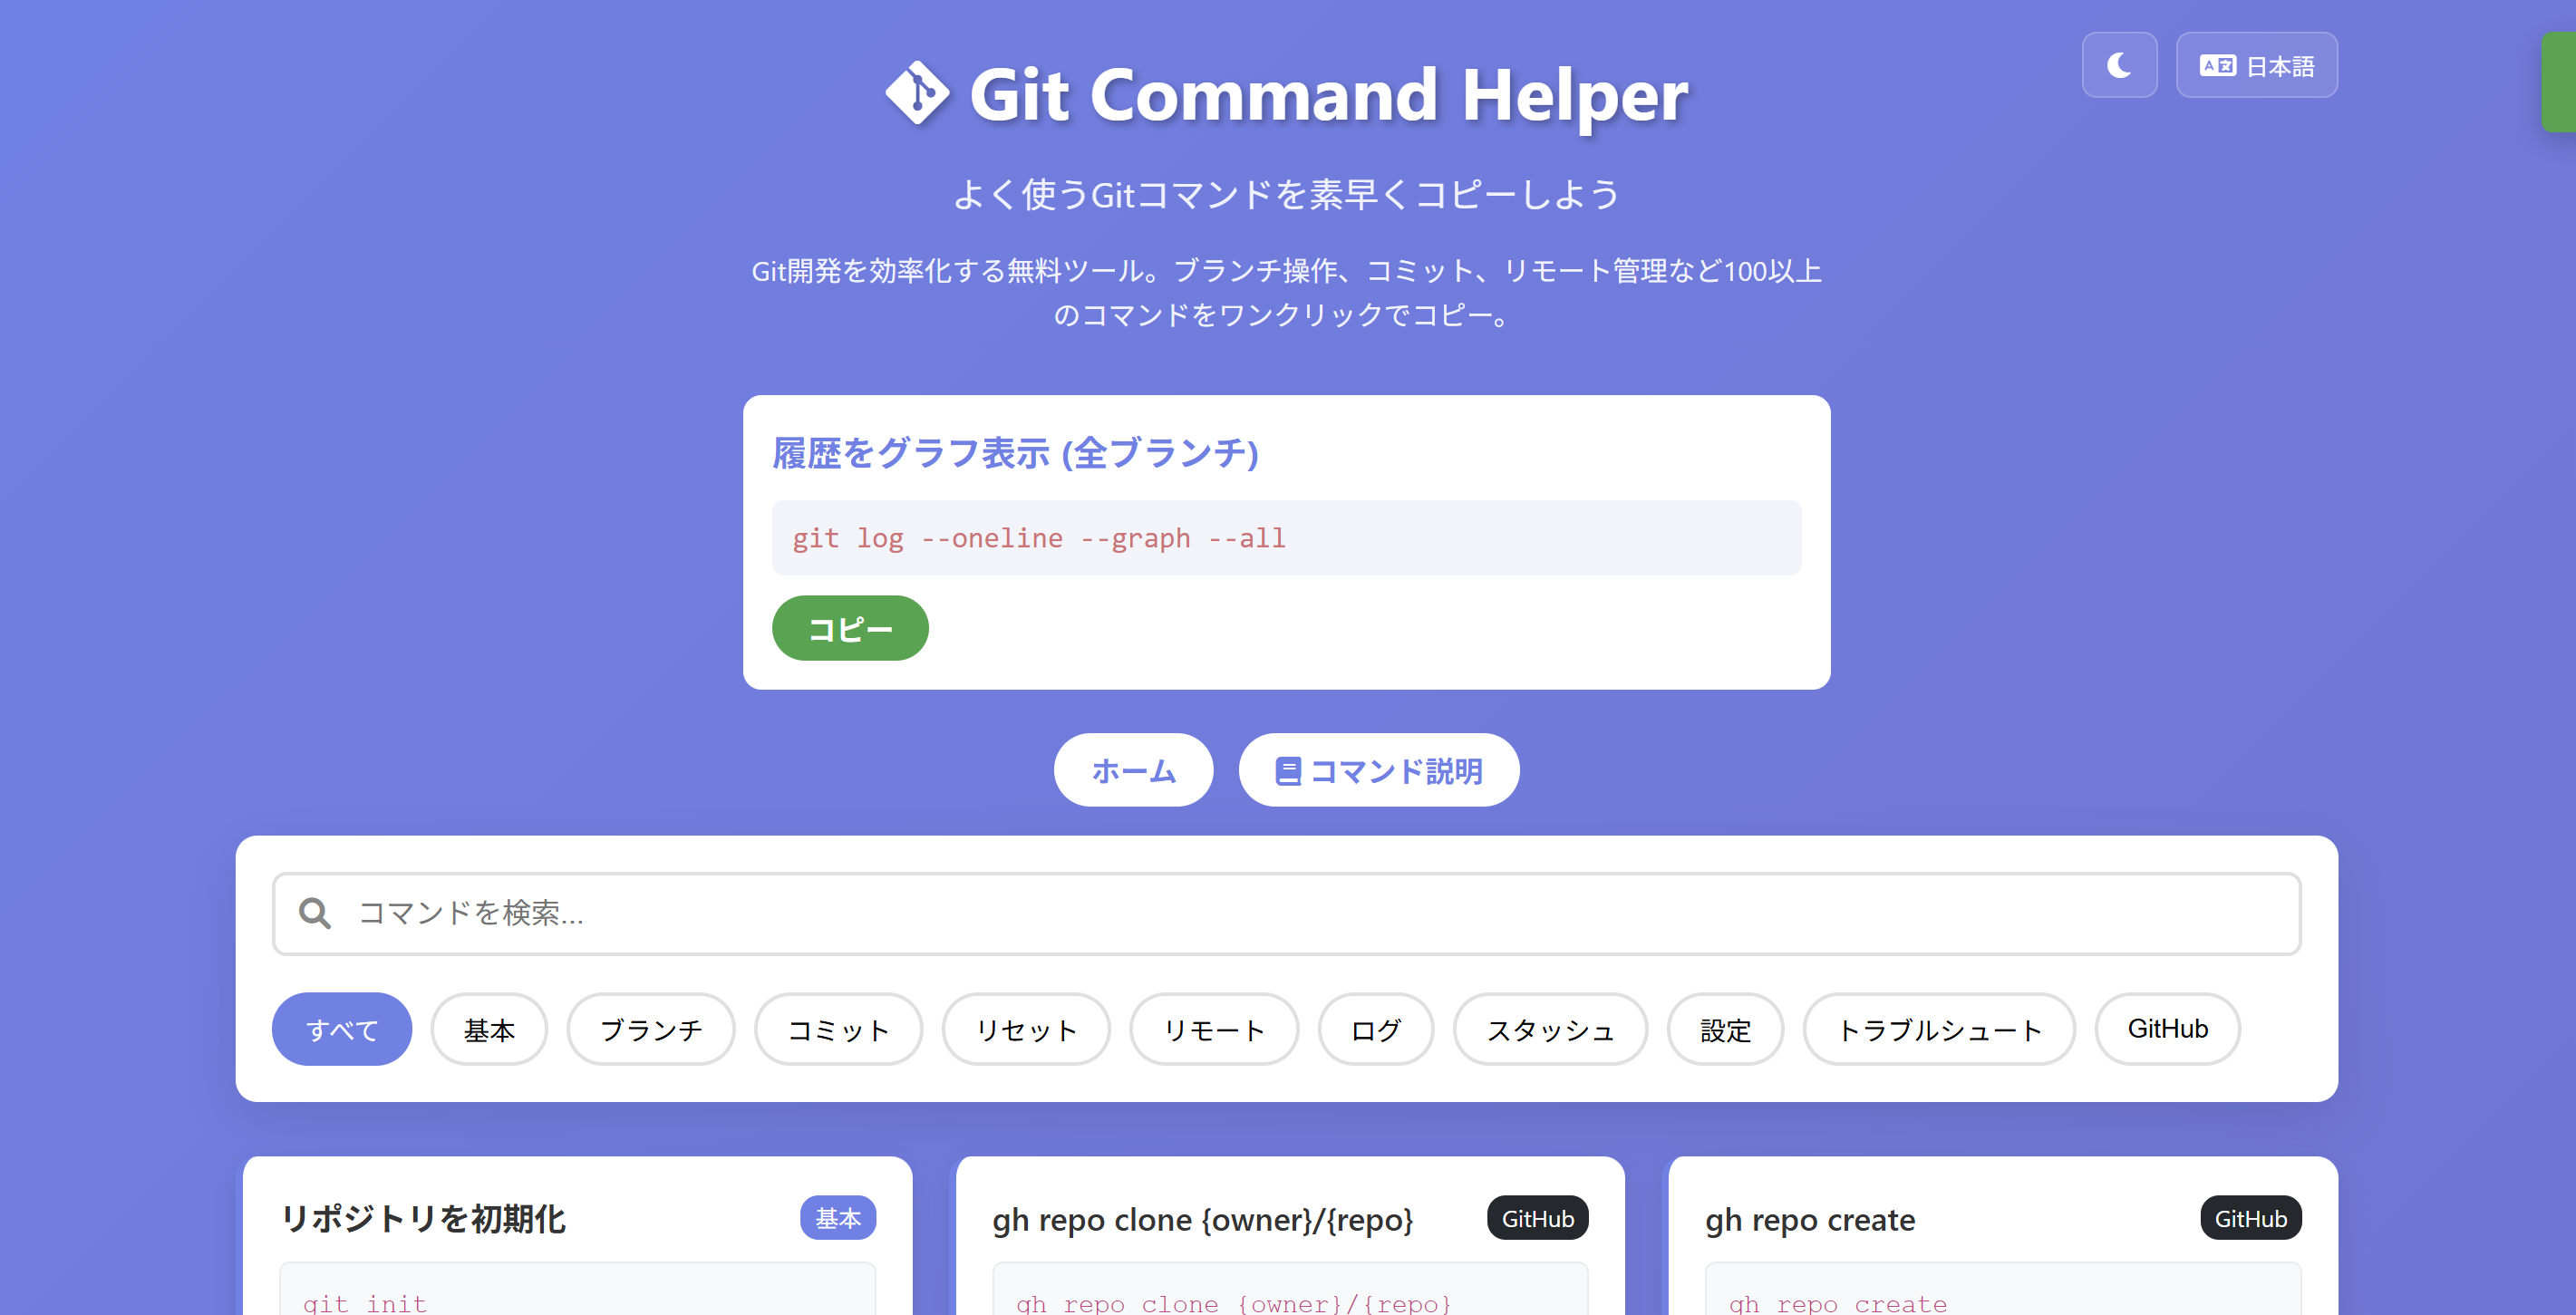 Git Command Helper
日本語
よく使うGitコマンドを素早くコピーしよう
Git開発を効率化する無料ツール。ブランチ操作、コミット、リモート管理など100以上
のコマンドをワンクリックでコピー。
履歴をグラフ表示 (全ブランチ)
git log --oneline --graph --all
コピー
ホーム
コマンド説明
コマンドを検索...
すべて
基本
ブランチ
コミット
リセット
リモート
ログ
スタッシュ
設定
トラブルシュート
GitHub
リポジトリを初期化
基本
git init
gh repo clone {owner}/{repo}
GitHub
gh repo clone {owner}/{repo}
gh repo create
GitHub
gh repo create